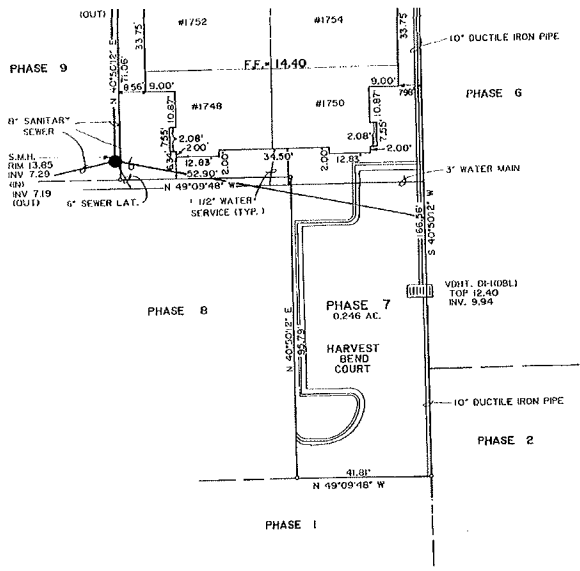 (OUT)
#1752
#1754
33.75'
33.75'
10" DUCTILE IRON PIPE
N 40°50'12" E
71.06'
PHASE 9
F.F. = 14.40
8.56'
9.00'
9.00'
7.98'
PHASE 6
10.87'
#1748
#1750
10.87'
8" SANITARY
SEWER
7.55'
2.08'
2.08'
7.55'
2.00'
2.00'
S.M.H.
RIM 13.85
INV 7.29
(IN)
INV 7.19
(OUT)
12.83'
2.00'
34.50'
2.00'
12.83'
52.90'
N 49°09'48" W
3" WATER MAIN
6" SEWER LAT.
1 1/2" WATER
SERVICE (TYP.)
166.56'
S 40°50'12" W
VDHT. DI-1(DBL)
TOP 12.40
INV. 9.94
PHASE 8
PHASE 7
0.246 AC.
N 40°50'12" E
95.79'
HARVEST
BEND
COURT
10" DUCTILE IRON PIPE
PHASE 2
41.81'
N 49°09'48" W
PHASE 1